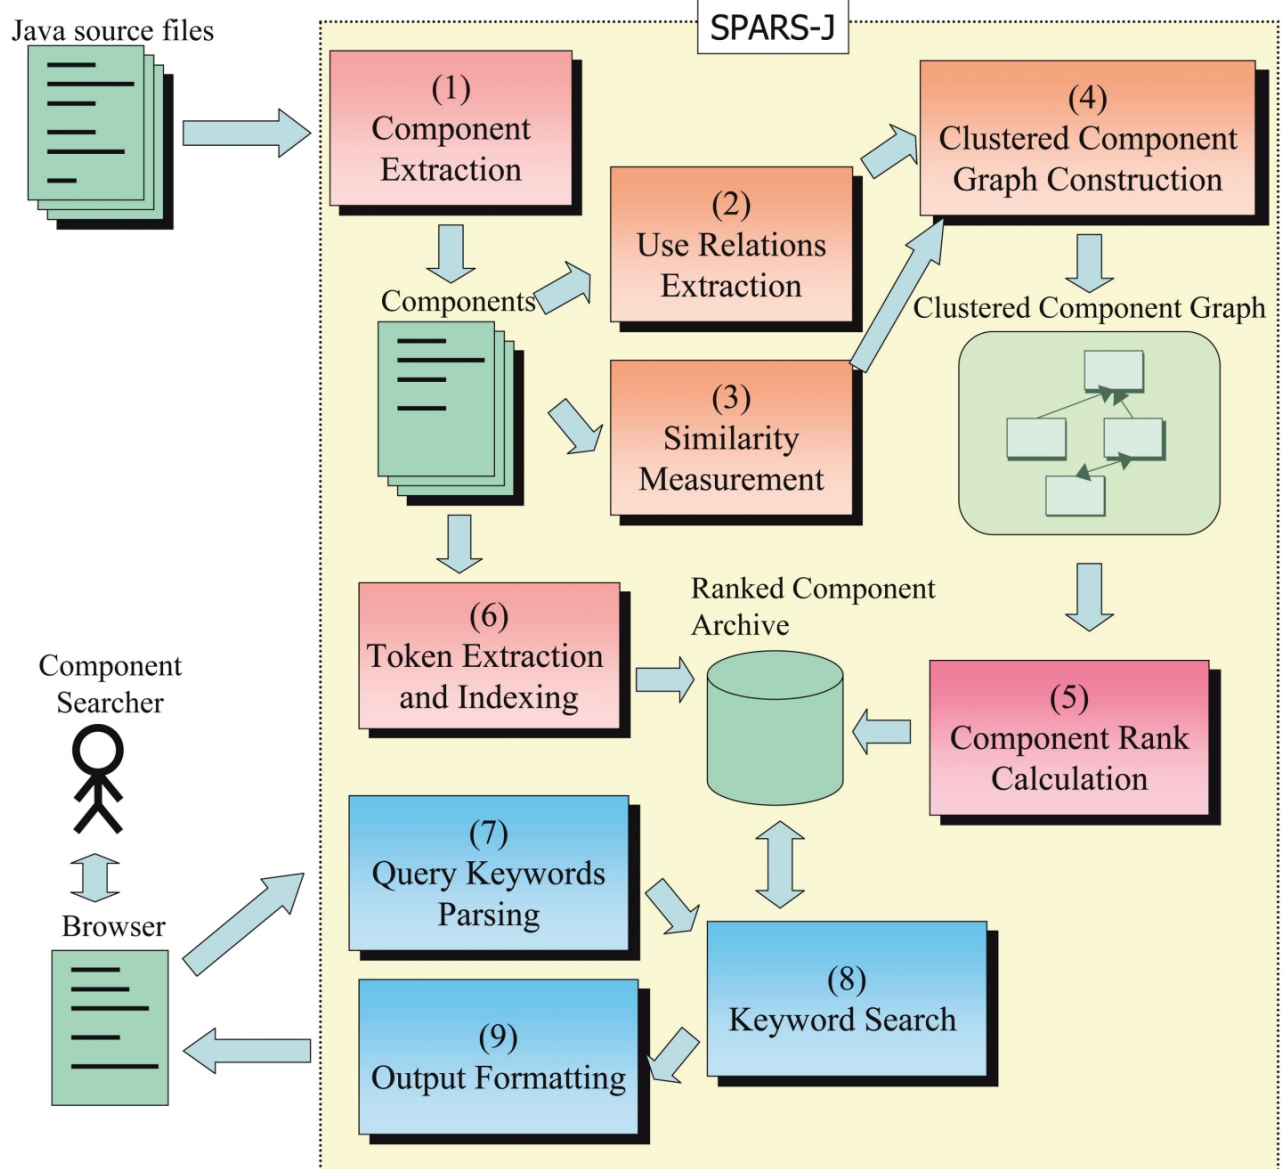 Java source files
SPARS-J
(1)
Component
Extraction
(4)
Clustered Component
Graph Construction
(2)
Use Relations
Extraction
Components
Clustered Component Graph
(3)
Similarity
Measurement
Ranked Component
Archive
(6)
Token Extraction
and Indexing
Component
Searcher
(5)
Component Rank
Calculation
(7)
Query Keywords
Parsing
Browser
(8)
Keyword Search
(9)
Output Formatting